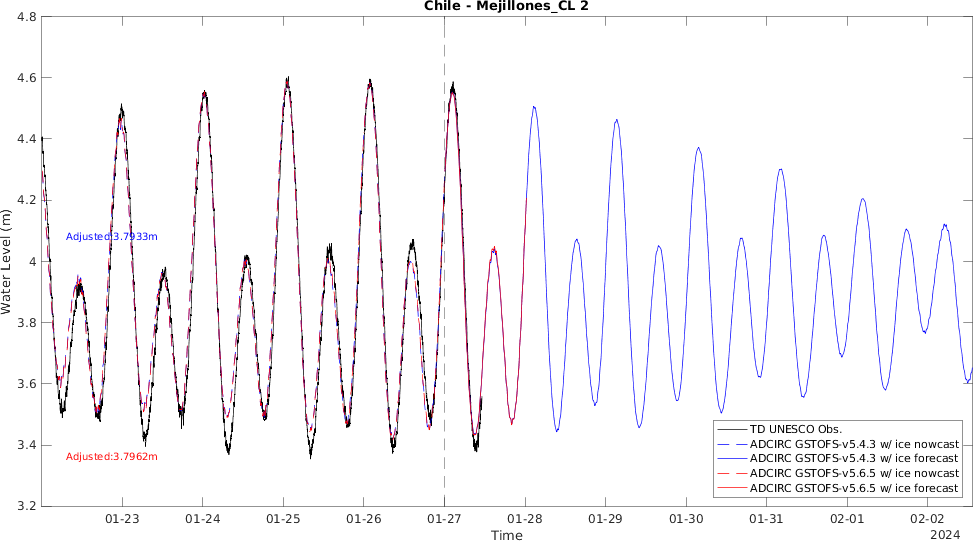 Chile - Mejillones_CL 2
4.8
4.6
4.4
4.2
4
3.8
3.6
3.4
3.2
Water Level (m)
Adjusted:3.7933m
Adjusted:3.7962m
TD UNESCO Obs.
ADCIRC GSTOFS-v5.4.3 w/ ice nowcast
ADCIRC GSTOFS-v5.4.3 w/ ice forecast
ADCIRC GSTOFS-v5.6.5 w/ ice nowcast
ADCIRC GSTOFS-v5.6.5 w/ ice forecast
01-23 01-24 01-25 01-26 01-27 01-28 01-29 01-30 01-31 02-01 02-02
Time
2024